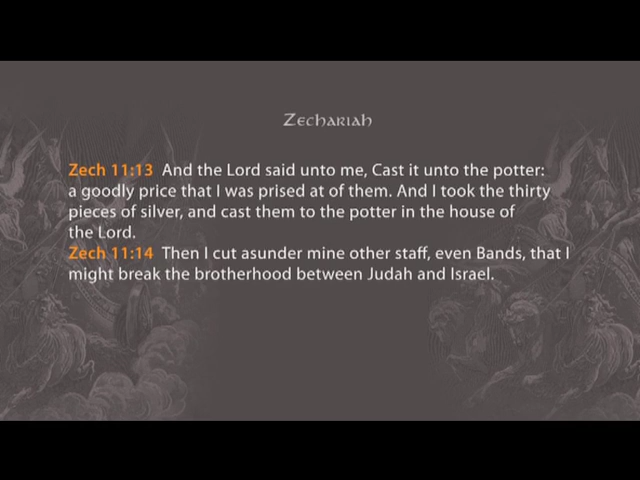 Zechariah
Zech 11:13 And the Lord said unto me, Cast it unto the potter:
a goodly price that I was prised at of them. And I took the thirty
pieces of silver, and cast them to the potter in the house of
the Lord.
Zech 11:14 Then I cut asunder mine other staff, even Bands, that I
might break the brotherhood between Judah and Israel.